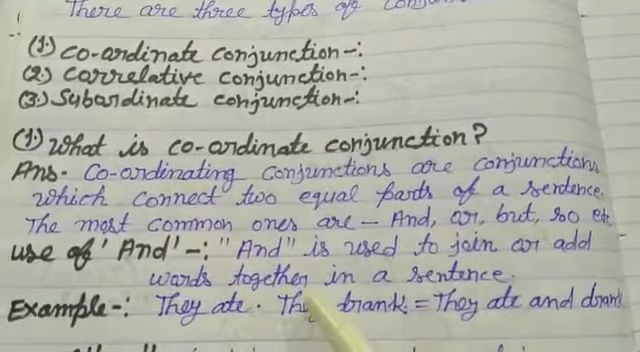 There are three types of
(1.) Co-ordinate conjunction-:
(2.) Correlative conjunction-:
(3.) Subordinate conjunction-:
(1.) What is co-ordinate conjunction?
Ans. Co-ordinating conjunctions are conjunctions
which connect two equal parts of a sentence.
The most common ones are - And, or, but, so etc
use of 'And'-: "And" is used to join or add
words together in a sentence.
Example-: They ate. They drank. = They ate and drank